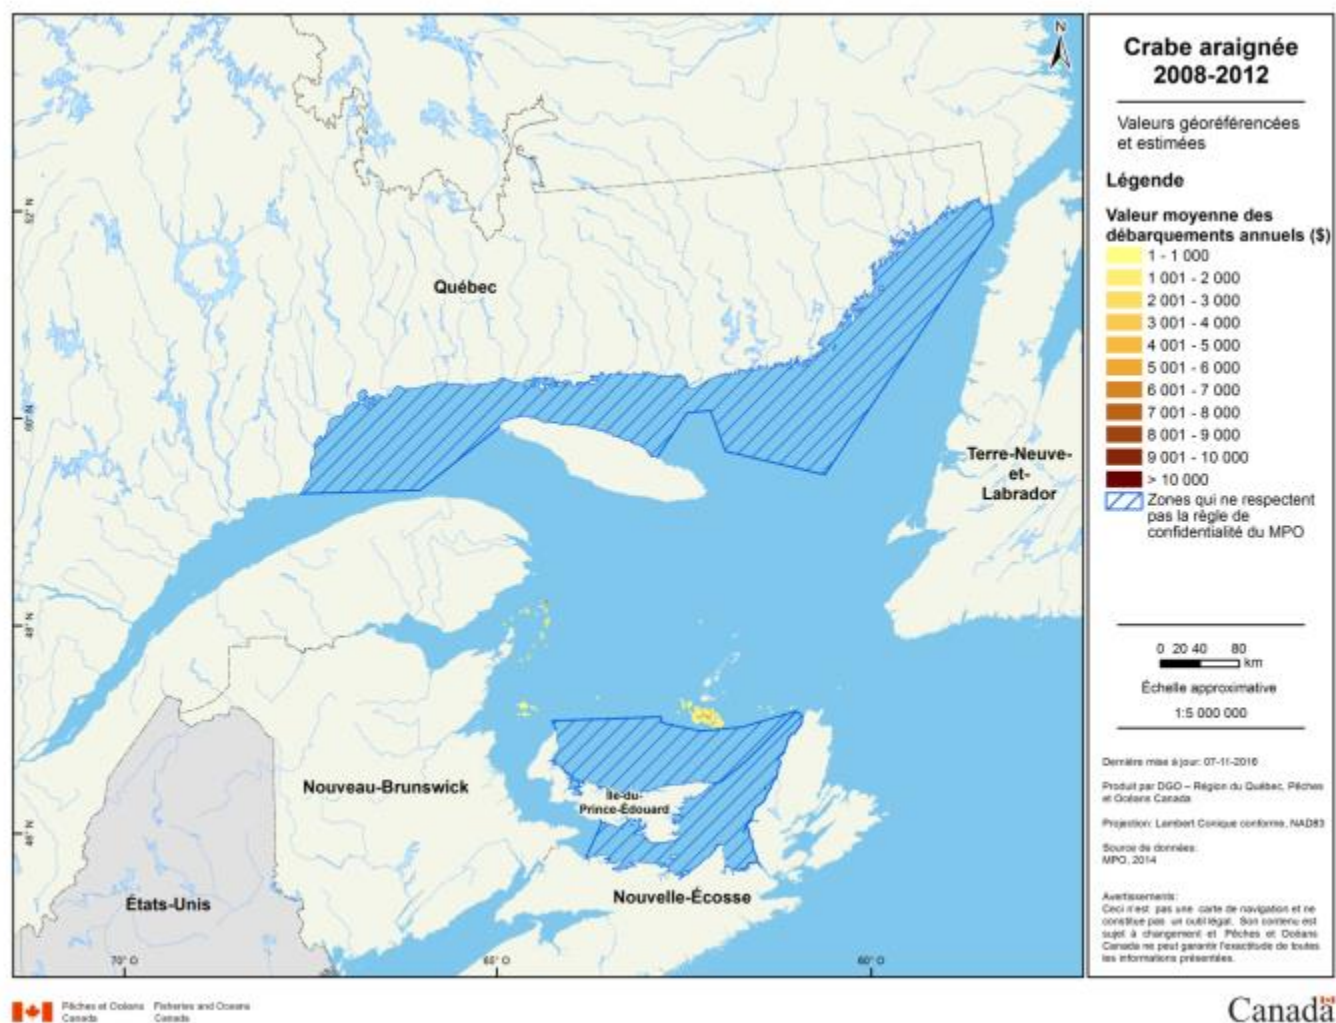 N
52° N
50° N
48° N
46° N
70° O
65° O
60° O
Québec
Terre-Neuve-
et-
Labrador
Nouveau-Brunswick
Île-du-
Prince-Édouard
États-Unis
Nouvelle-Écosse
Crabe araignée
2008-2012
Valeurs géoréférencées
et estimées
Légende
Valeur moyenne des
débarquements annuels ($)
1 - 1 000
1 001 - 2 000
2 001 - 3 000
3 001 - 4 000
4 001 - 5 000
5 001 - 6 000
6 001 - 7 000
7 001 - 8 000
8 001 - 9 000
9 001 - 10 000
> 10 000
Zones qui ne respectent
pas la règle de
confidentialité du MPO
0 20 40 80
km
Échelle approximative
1:5 000 000
Dernière mise à jour: 07-11-2016
Produit par DGO – Région du Québec, Pêches
et Océans Canada
Projection: Lambert Conique conforme, NAD83
Source de données:
MPO, 2014
Avertissements:
Ceci n'est pas une carte de navigation et ne
constitue pas un outil légal. Son contenu est
sujet à changement et Pêches et Océans
Canada ne peut garantir l'exactitude de toutes
les informations présentées.
Pêches et Océans Fisheries and Oceans
Canada Canada
Canada